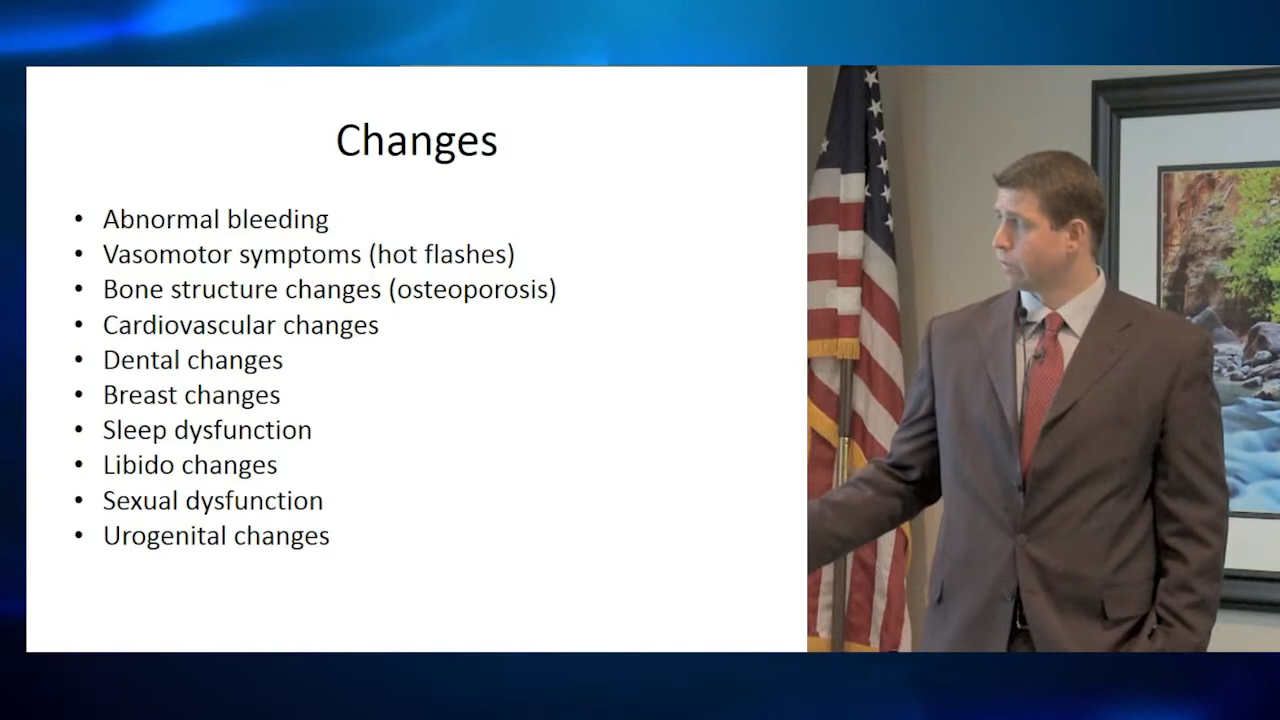 Changes
• Abnormal bleeding
• Vasomotor symptoms (hot flashes)
• Bone structure changes (osteoporosis)
• Cardiovascular changes
• Dental changes
• Breast changes
• Sleep dysfunction
• Libido changes
• Sexual dysfunction
• Urogenital changes